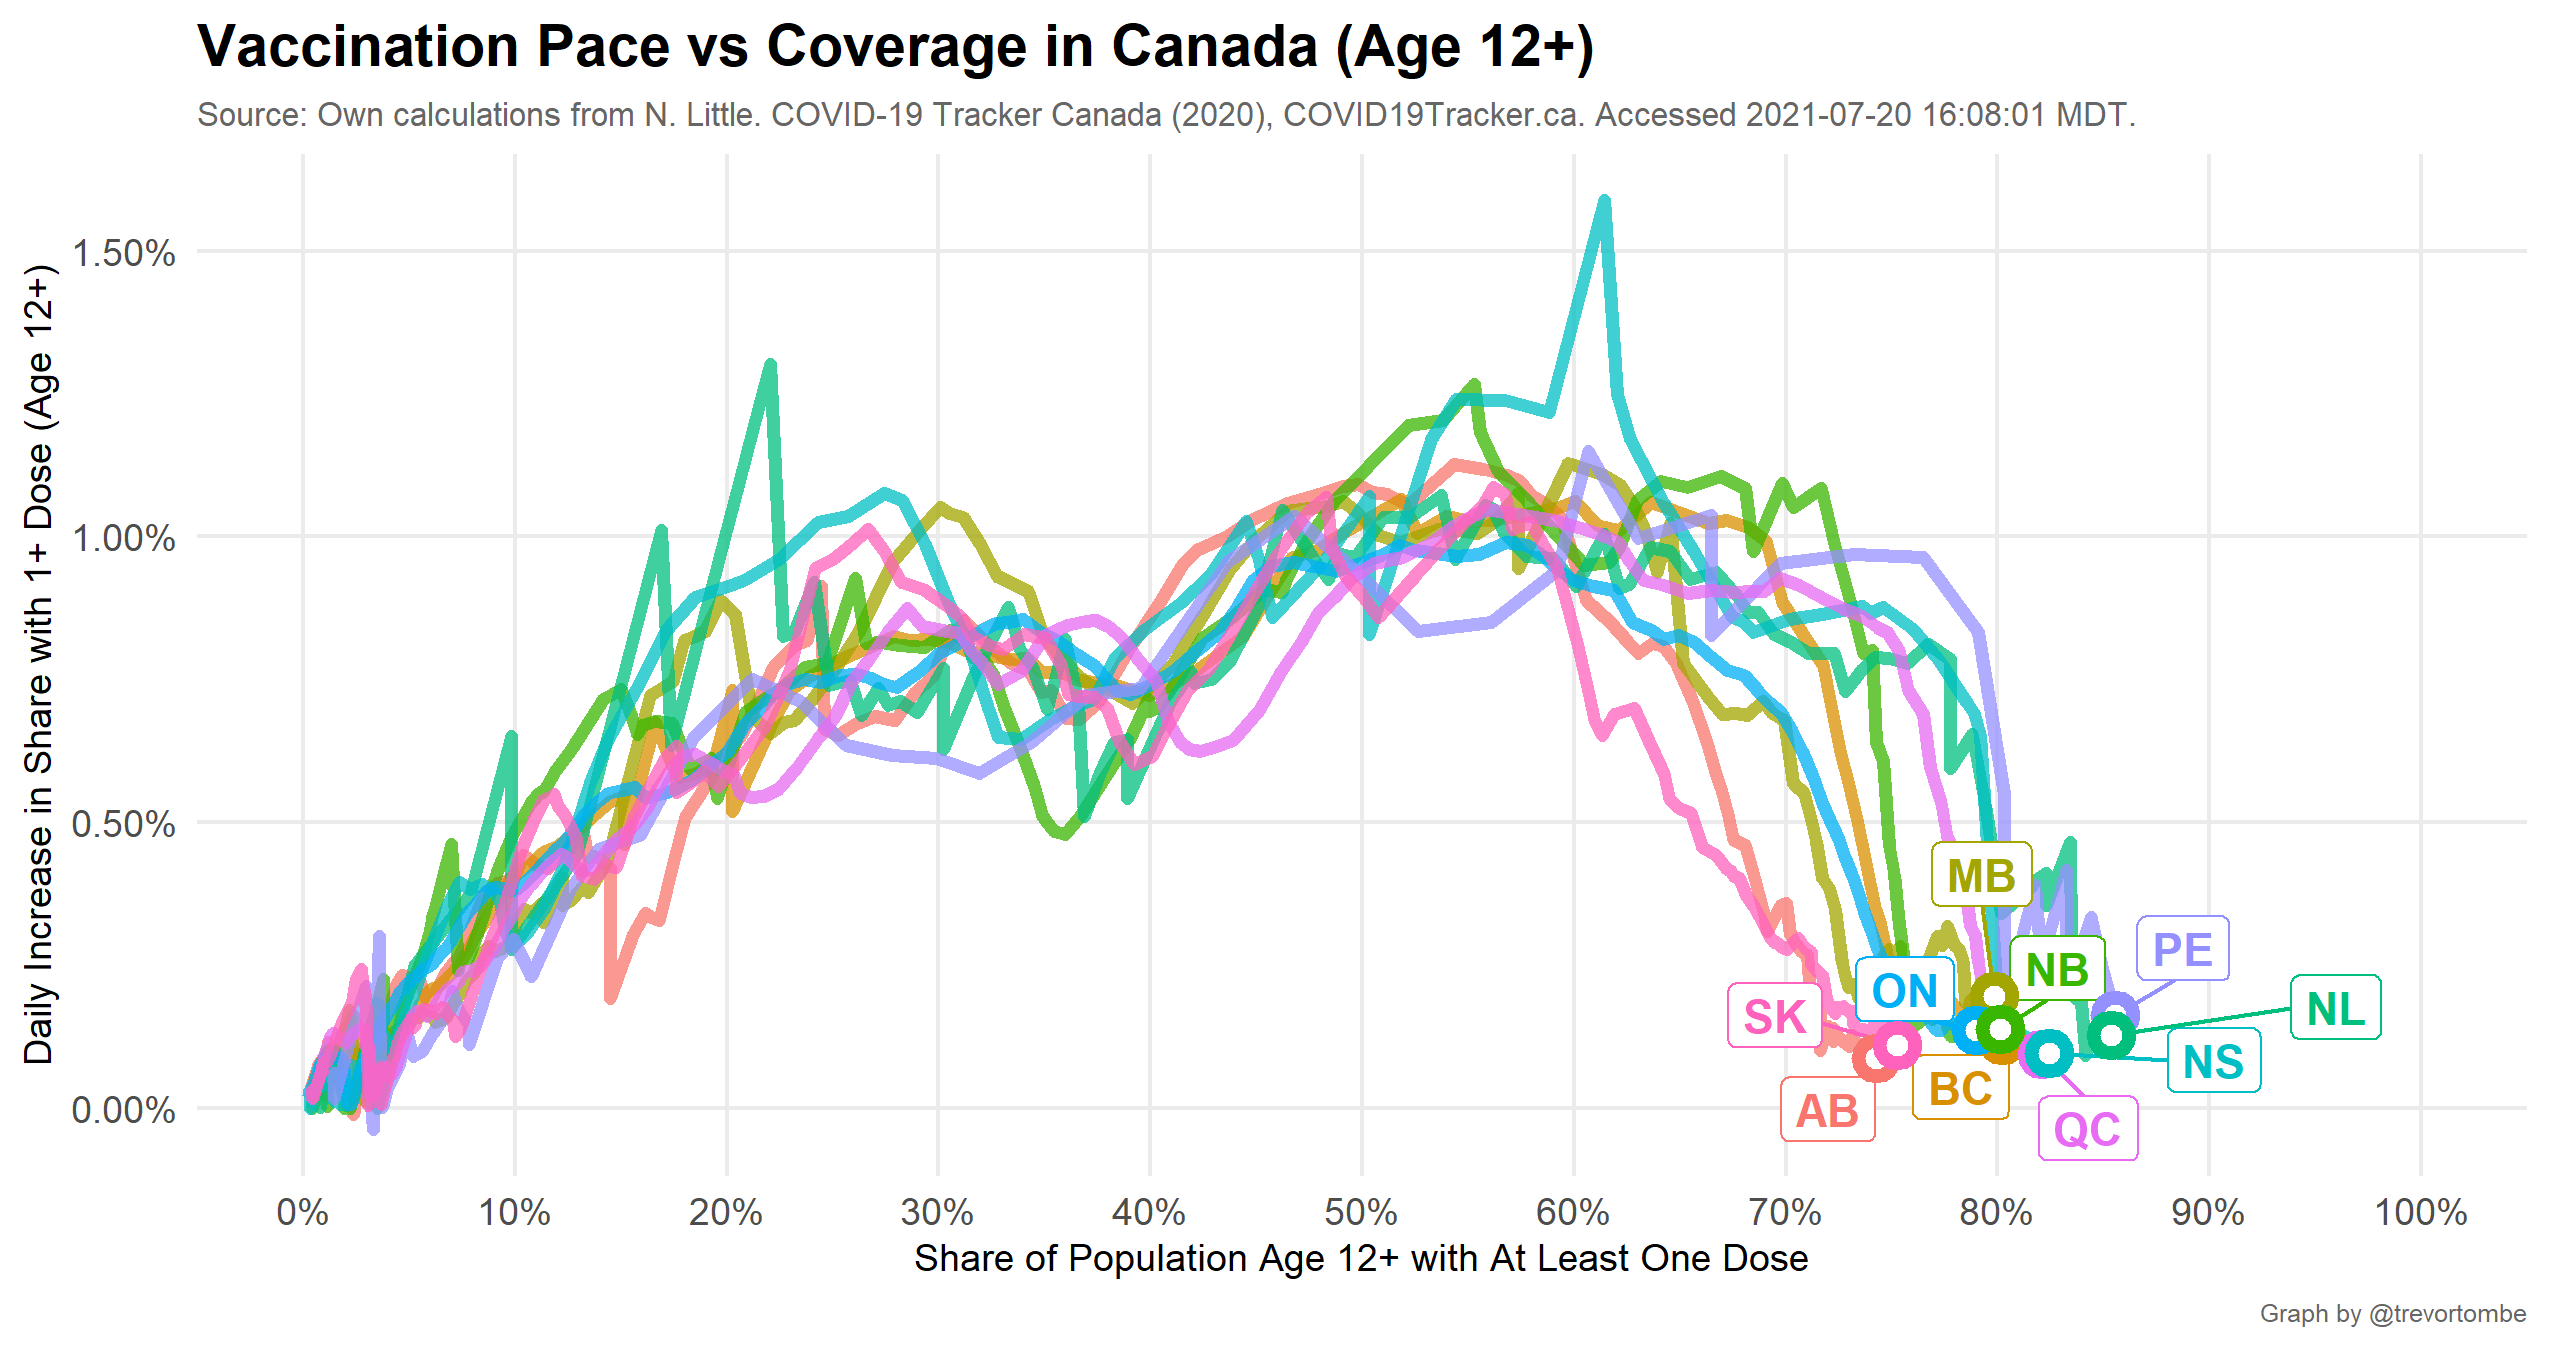 Vaccination Pace vs Coverage in Canada (Age 12+)
Source: Own calculations from N. Little. COVID-19 Tracker Canada (2020), COVID19Tracker.ca. Accessed 2021-07-20 16:08:01 MDT.
Daily Increase in Share with 1+ Dose (Age 12+)
1.50%
1.00%
0.50%
0.00%
MB
PE
NB
ON
NL
SK
NS
BC
AB
QC
0% 10% 20% 30% 40% 50% 60% 70% 80% 90% 100%
Share of Population Age 12+ with At Least One Dose
Graph by @trevortombe